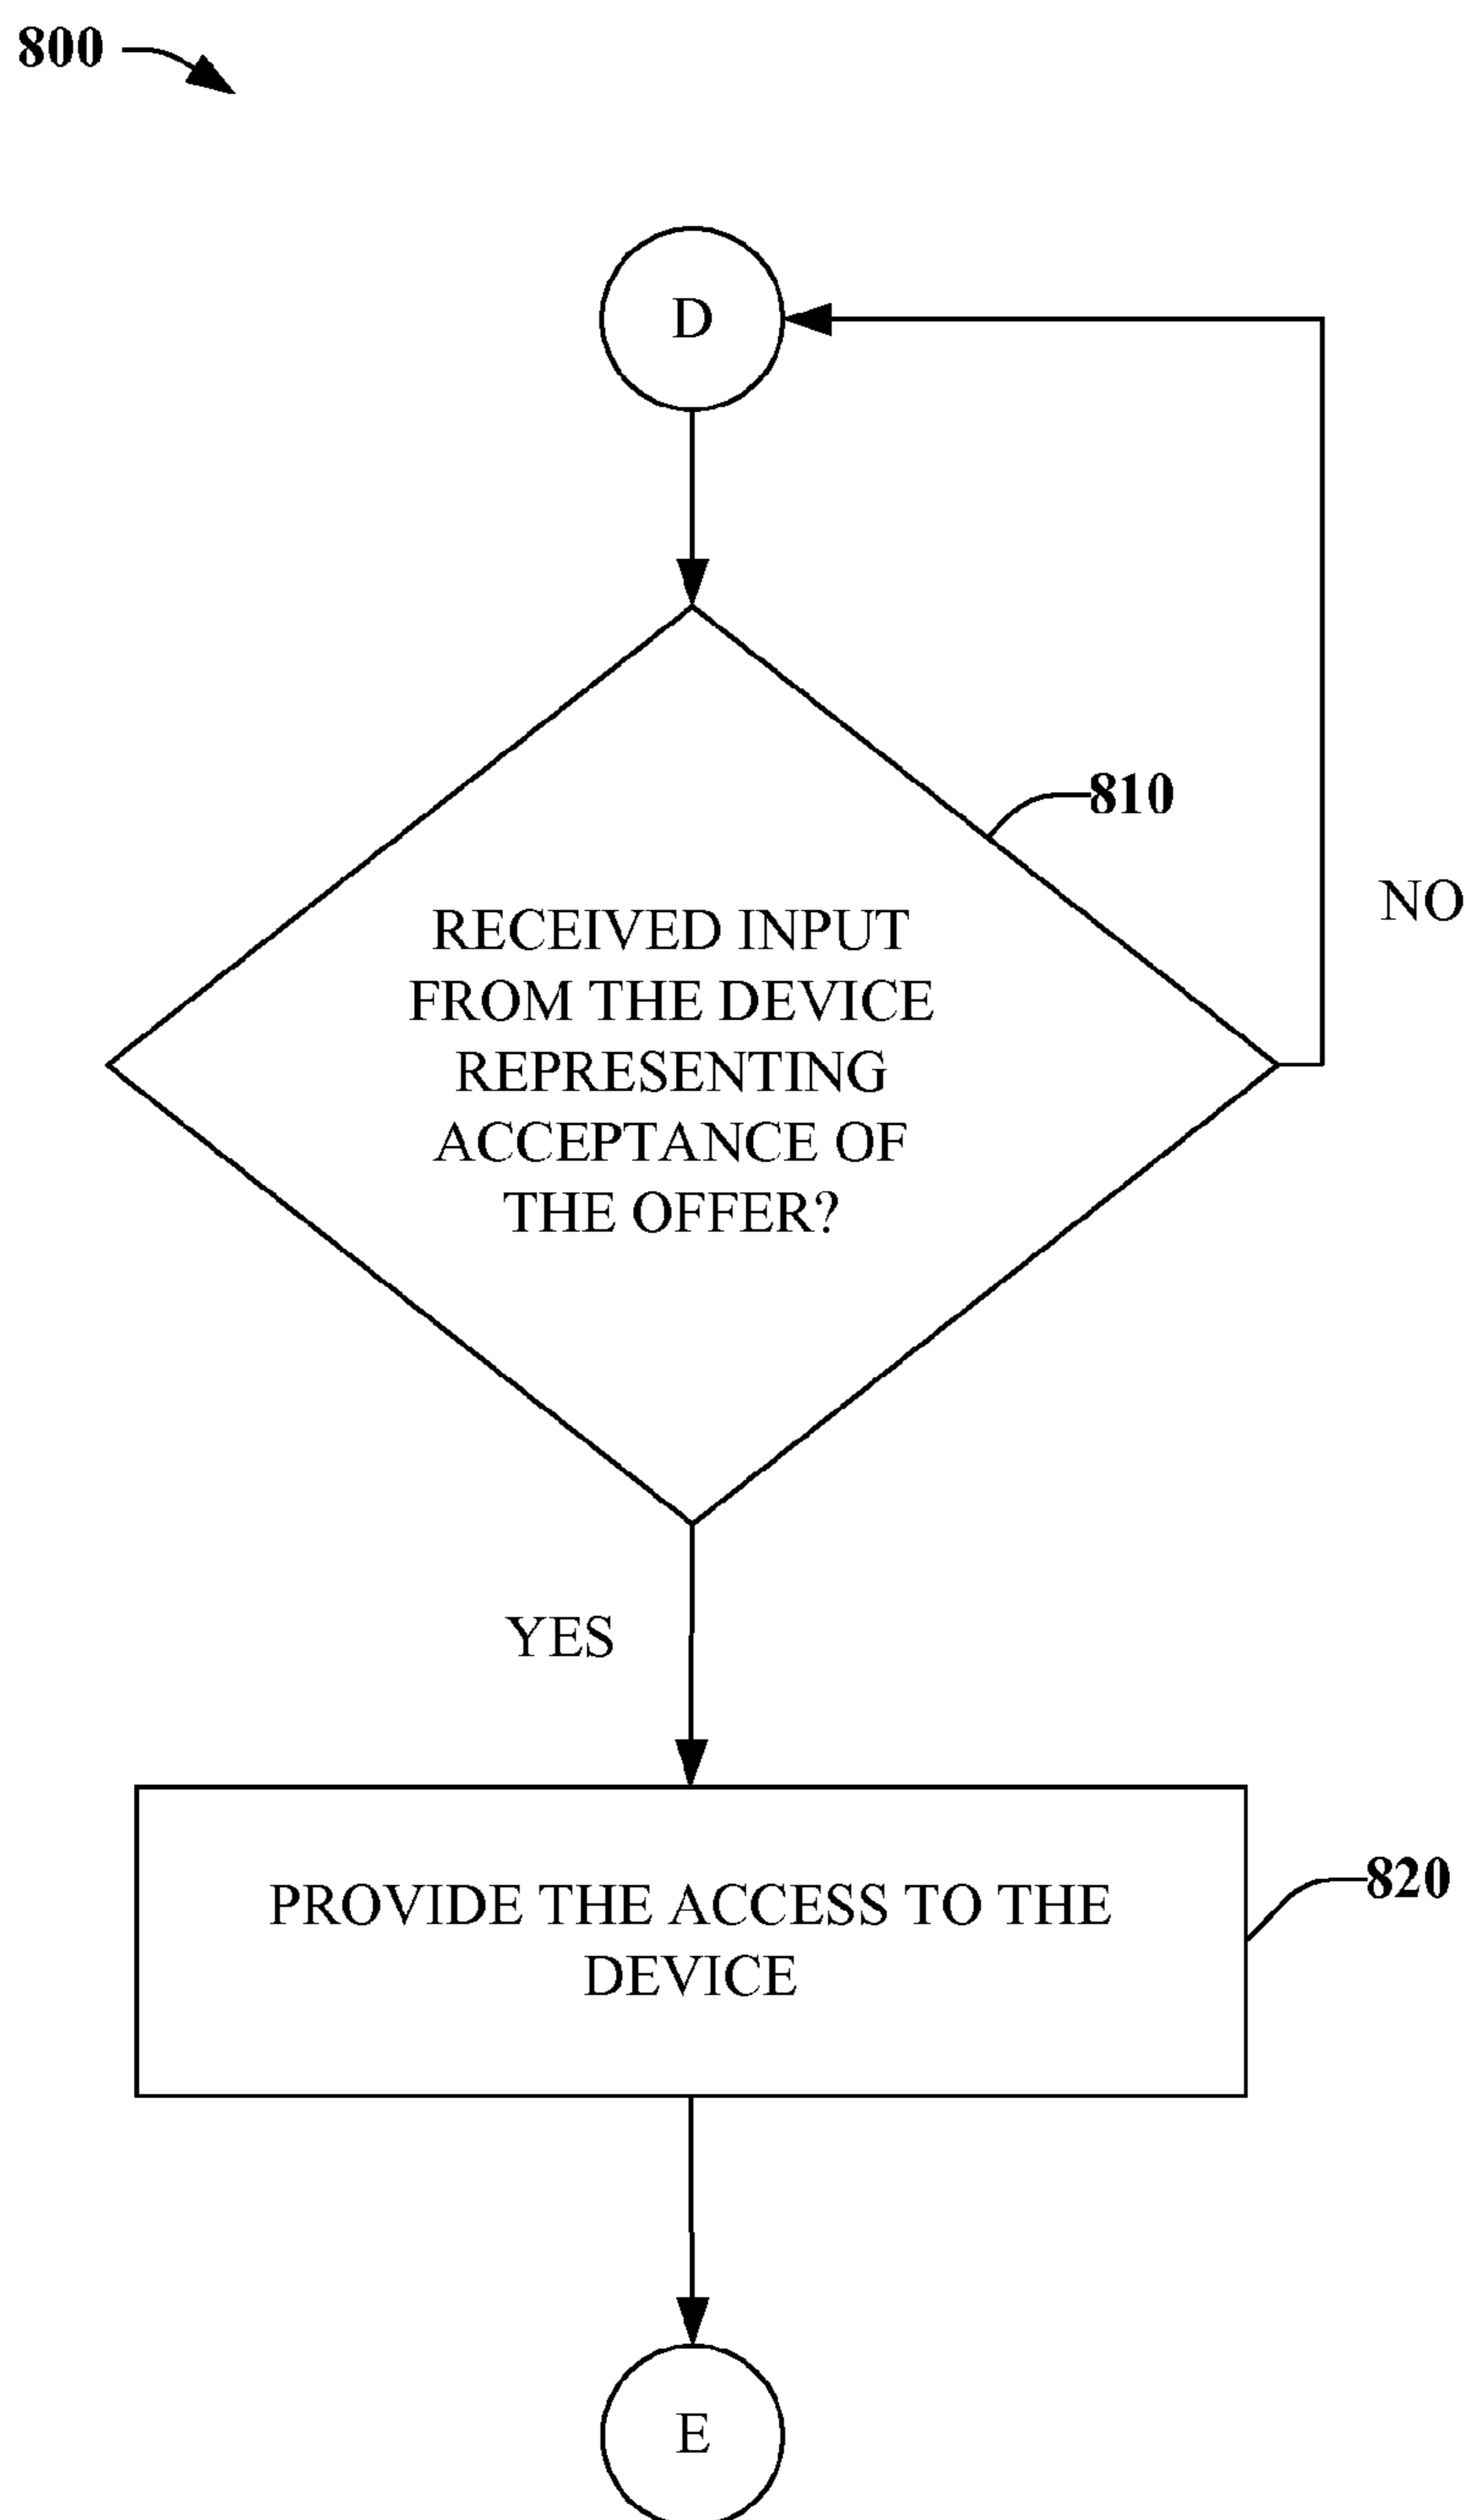 800
D
810
NO
RECEIVED INPUT
FROM THE DEVICE
REPRESENTING
ACCEPTANCE OF
THE OFFER?
YES
PROVIDE THE ACCESS TO THE
DEVICE
820
E